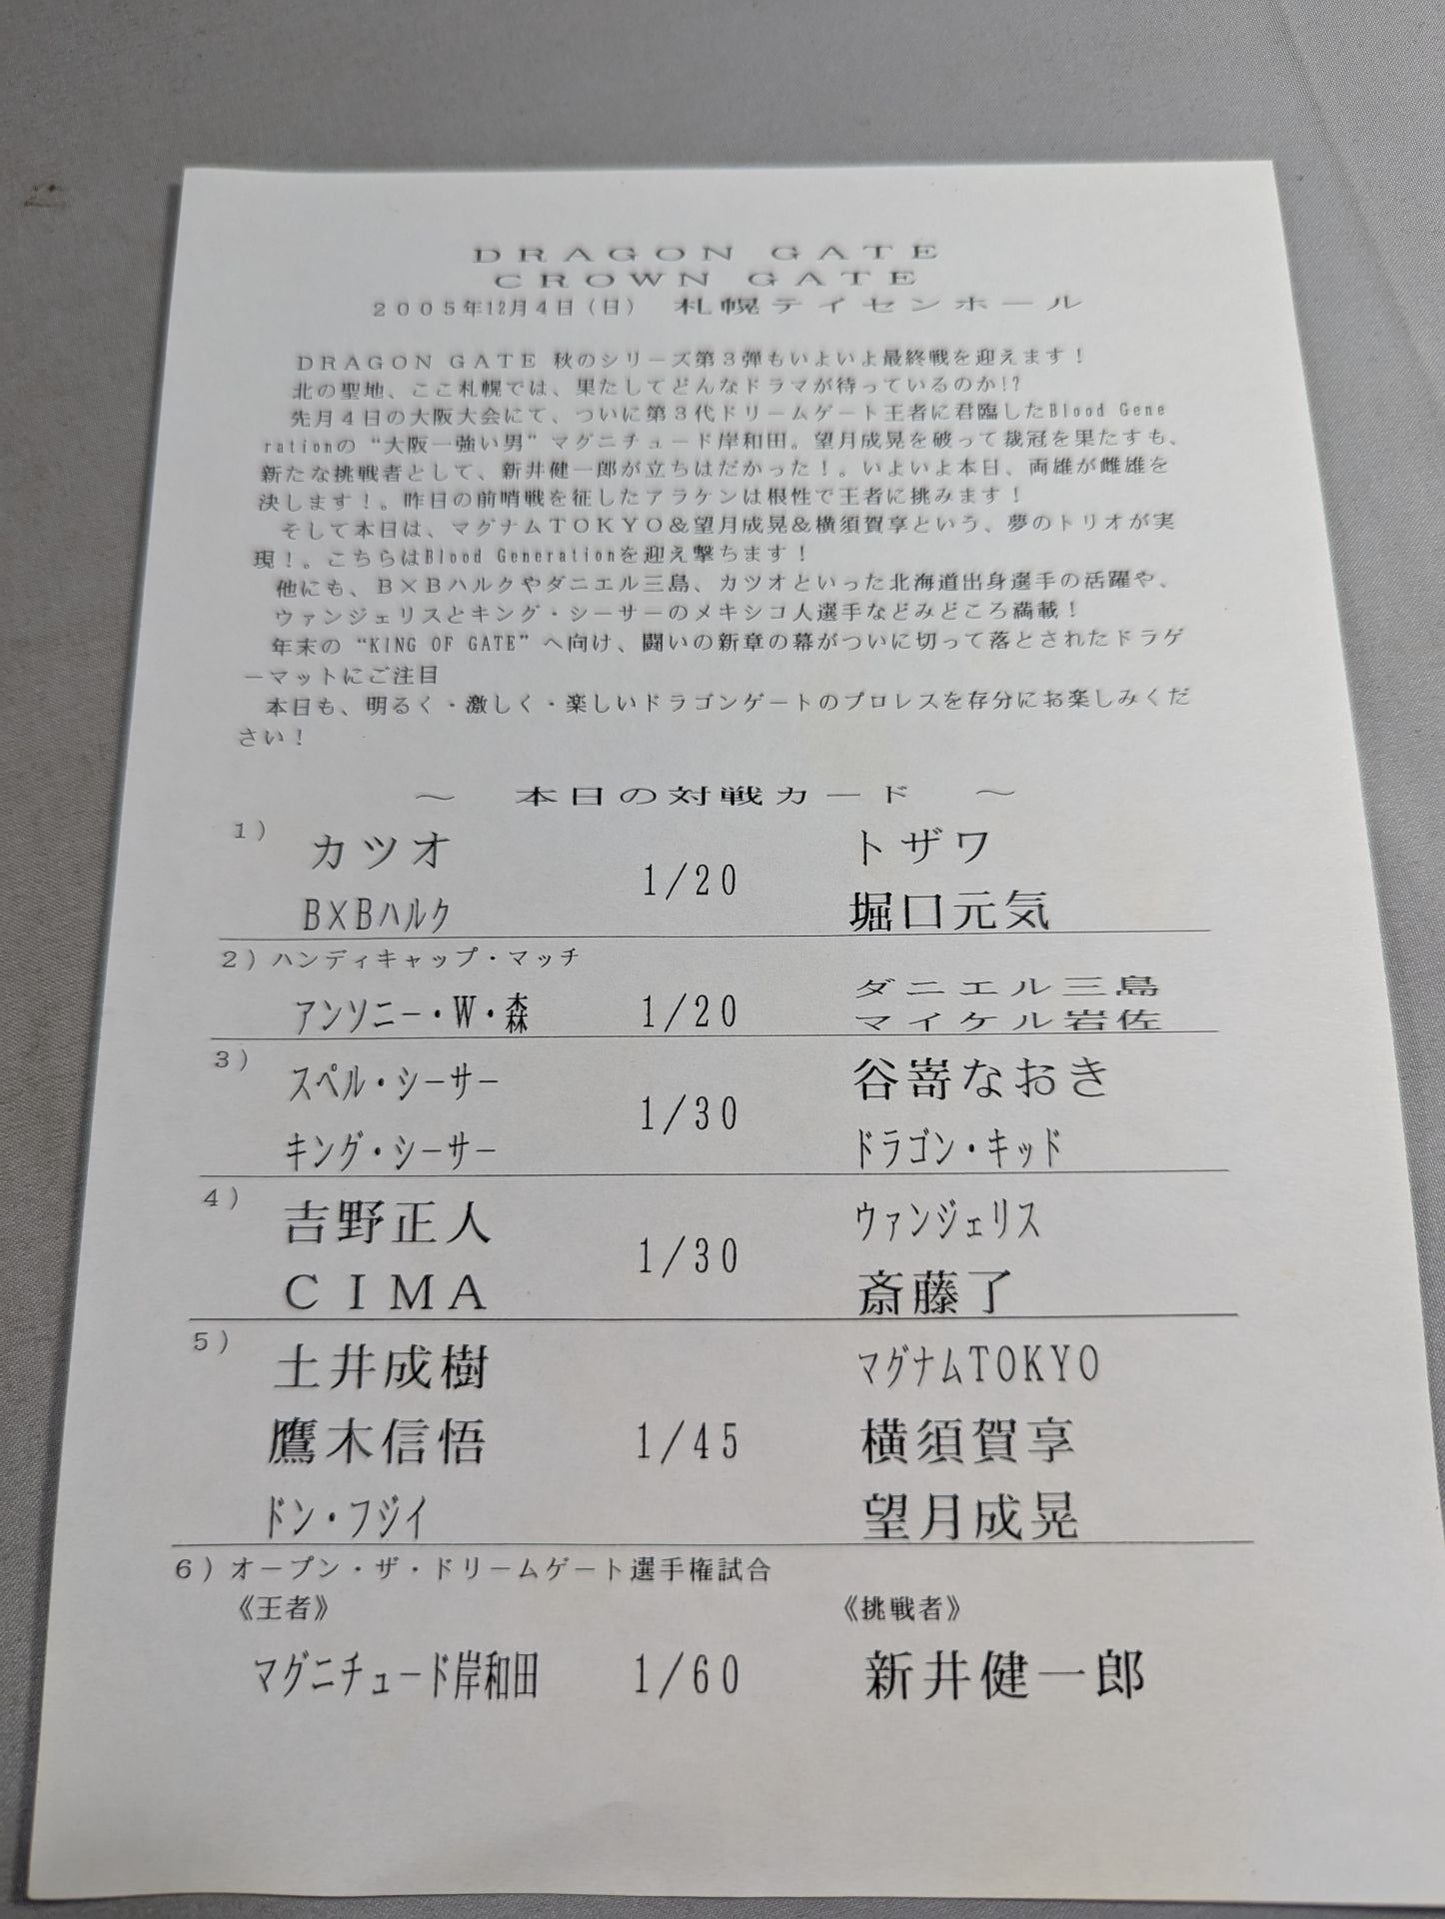 DRAGON GATE
CROWN GATE
2005年12月4日（日）　札幌テイセンホール
DRAGON GATE 秋のシリーズ第3弾もいよいよ最終戦を迎えます！
北の聖地、ここ札幌では、果たしてどんなドラマが待っているのか!?
先月4日の大阪大会にて、ついに第3代ドリームゲート王者に君臨したBlood Gene
rationの“大阪一強い男”マグニチュード岸和田。望月成晃を破って裁冠を果たすも、
新たな挑戦者として、新井健一郎が立ちはだかった！。いよいよ本日、両雄が雌雄を
決します！。昨日の前哨戦を征したアラケンは根性で王者に挑みます！
そして本日は、マグナムTOKYO＆望月成晃＆横須賀享という、夢のトリオが実
現！。こちらはBlood Generationを迎え撃ちます！
他にも、B×Bハルクやダニエル三島、カツオといった北海道出身選手の活躍や、
ウァンジェリスとキング・シーサーのメキシコ人選手などみどころ満載！
年末の“KING OF GATE”へ向け、闘いの新章の幕がついに切って落とされたドラゲ
ーマットにご注目
本日も、明るく・激しく・楽しいドラゴンゲートのプロレスを存分にお楽しみくだ
さい！
～　本日の対戦カード　～
1）
カツオ
トザワ
1/20
B×Bハルク
堀口元気
2）ハンディキャップ・マッチ
アンソニー・W・森
1/20
ダニエル三島
マイケル岩佐
3）
スペル・シーサー
谷嵜なおき
1/30
キング・シーサー
ドラゴン・キッド
4）
吉野正人
ウァンジェリス
1/30
CIMA
斎藤了
5）
土井成樹
マグナムTOKYO
鷹木信悟
1/45
横須賀享
ドン・フジイ
望月成晃
6）オープン・ザ・ドリームゲート選手権試合
《王者》
《挑戦者》
マグニチュード岸和田
1/60
新井健一郎